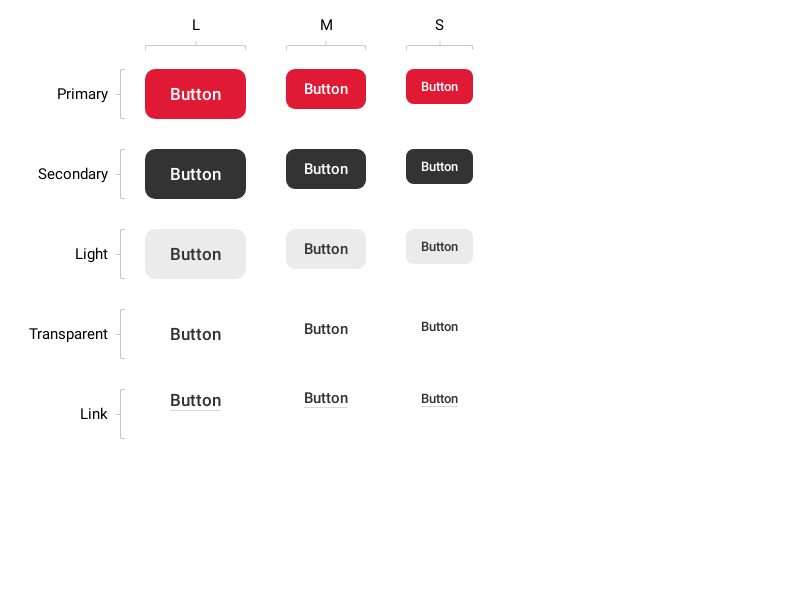 L M S
Primary Button Button Button
Secondary Button Button Button
Light Button Button Button
Transparent Button Button Button
Link Button Button Button